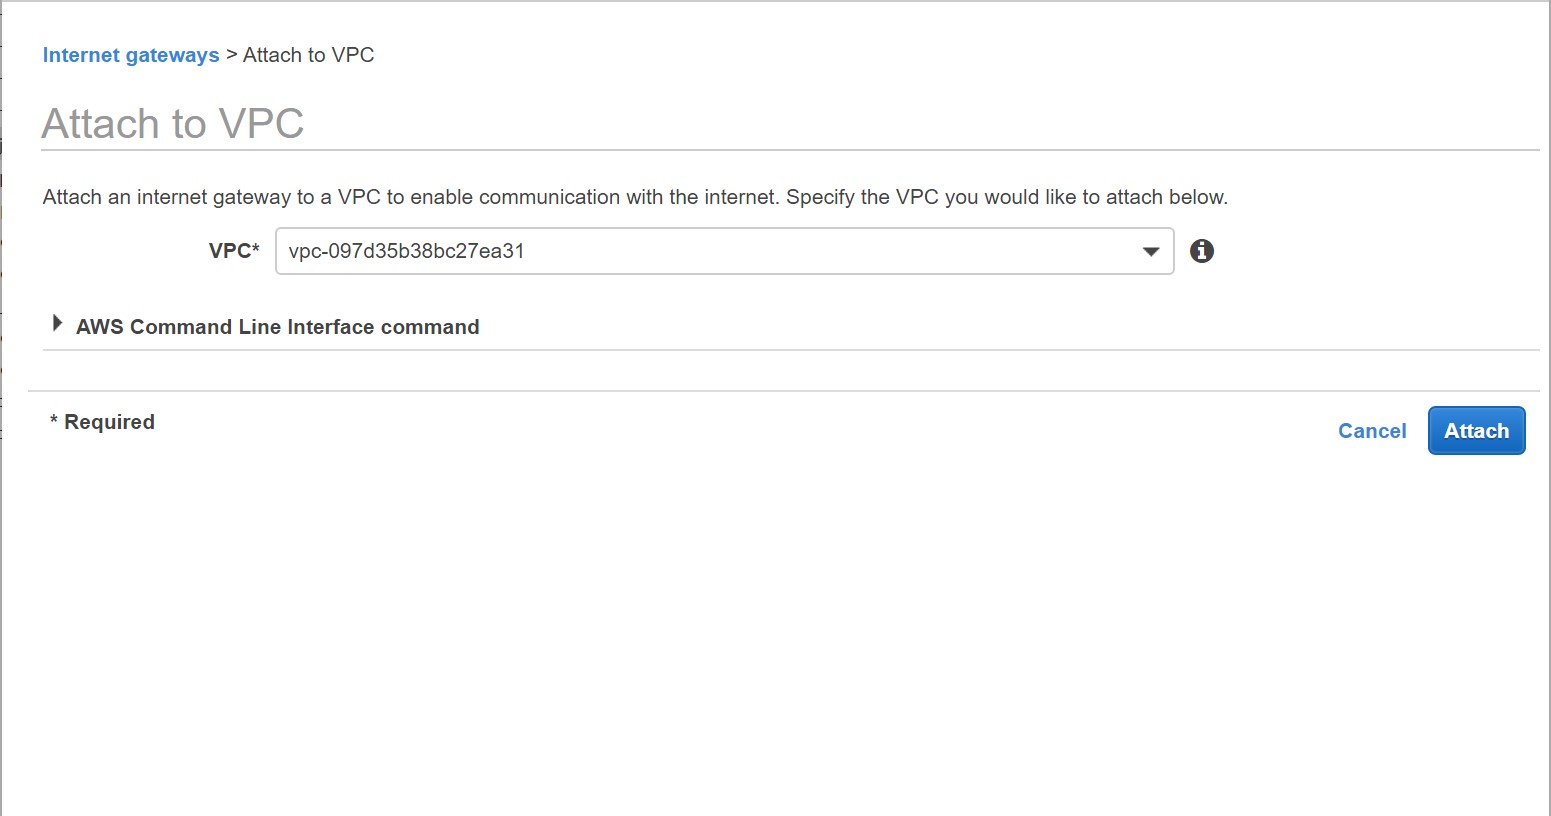 Internet gateways > Attach to VPC
Attach to VPC
Attach an internet gateway to a VPC to enable communication with the internet. Specify the VPC you would like to attach below.
VPC* vpc-097d35b38bc27ea31
AWS Command Line Interface command
* Required
Cancel Attach